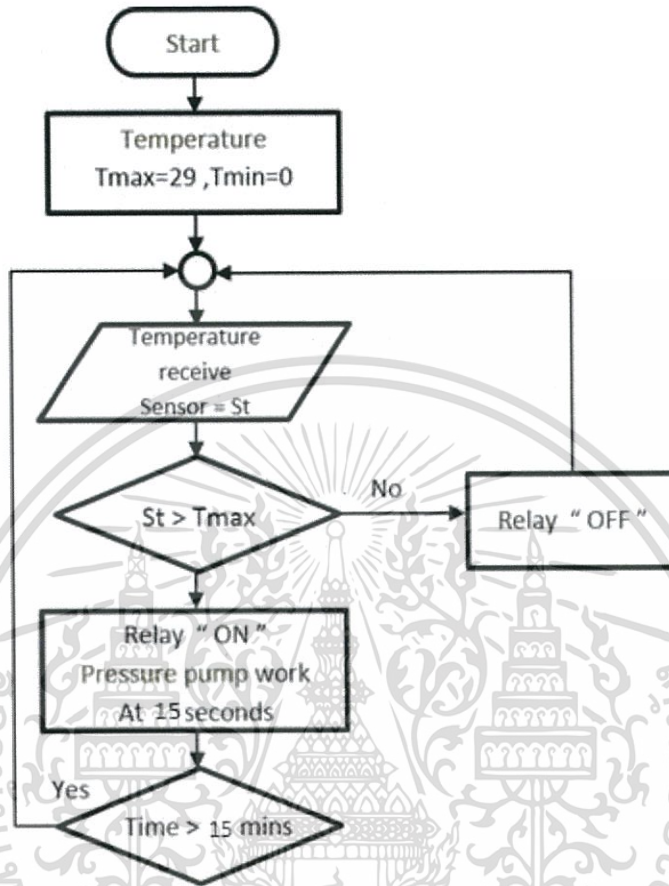 Start
Temperature
Tmax=29 ,Tmin=0
Temperature
receive
Sensor = St
St > Tmax
No
Relay “ OFF ”
Relay “ ON ”
Pressure pump work
At 15 seconds
Yes
Time > 15 mins